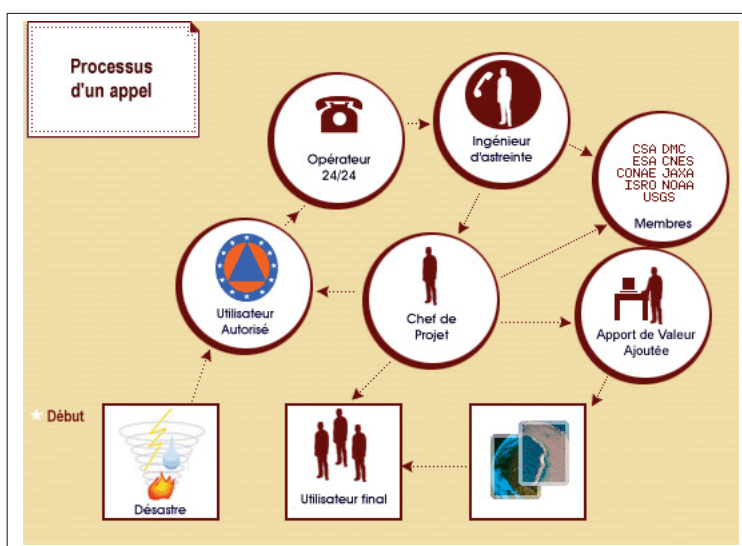 Processus
d'un appel
Opérateur
24/24
Ingénieur
d'astreinte
CSA DMC
ESA CNES
CONAE JAXA
ISRO NOAA
USGS
Membres
Utilisateur
Autorisé
Chef de
Projet
Apport de Valeur
Ajoutée
Début
Désastre
Utilisateur final